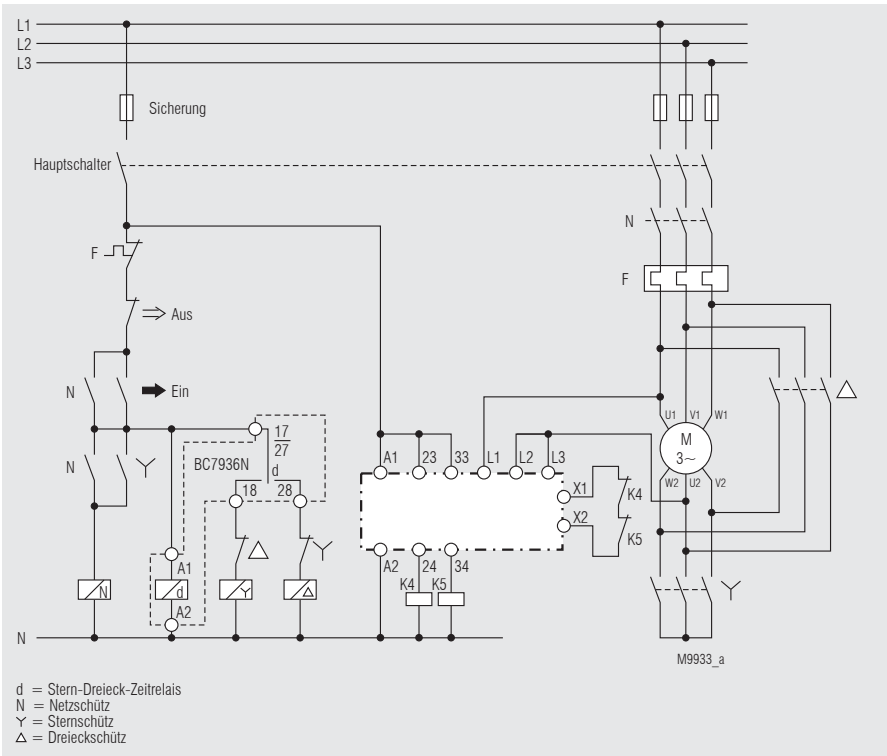 L1
L2
L3
Sicherung
Hauptschalter
N
F
F
Aus
N
Ein
U1 V1 W1
M
3~
W2 U2 V2
17
27
N
BC7936N
d
A1 23 33 L1 L2 L3
18 28
X1
K4
X2
K5
A1
A2 24 34
K4 K5
N
d
A2
N
M9933_a
d = Stern-Dreieck-Zeitrelais
N = Netzschütz
Y = Sternschütz
△ = Dreieckschütz